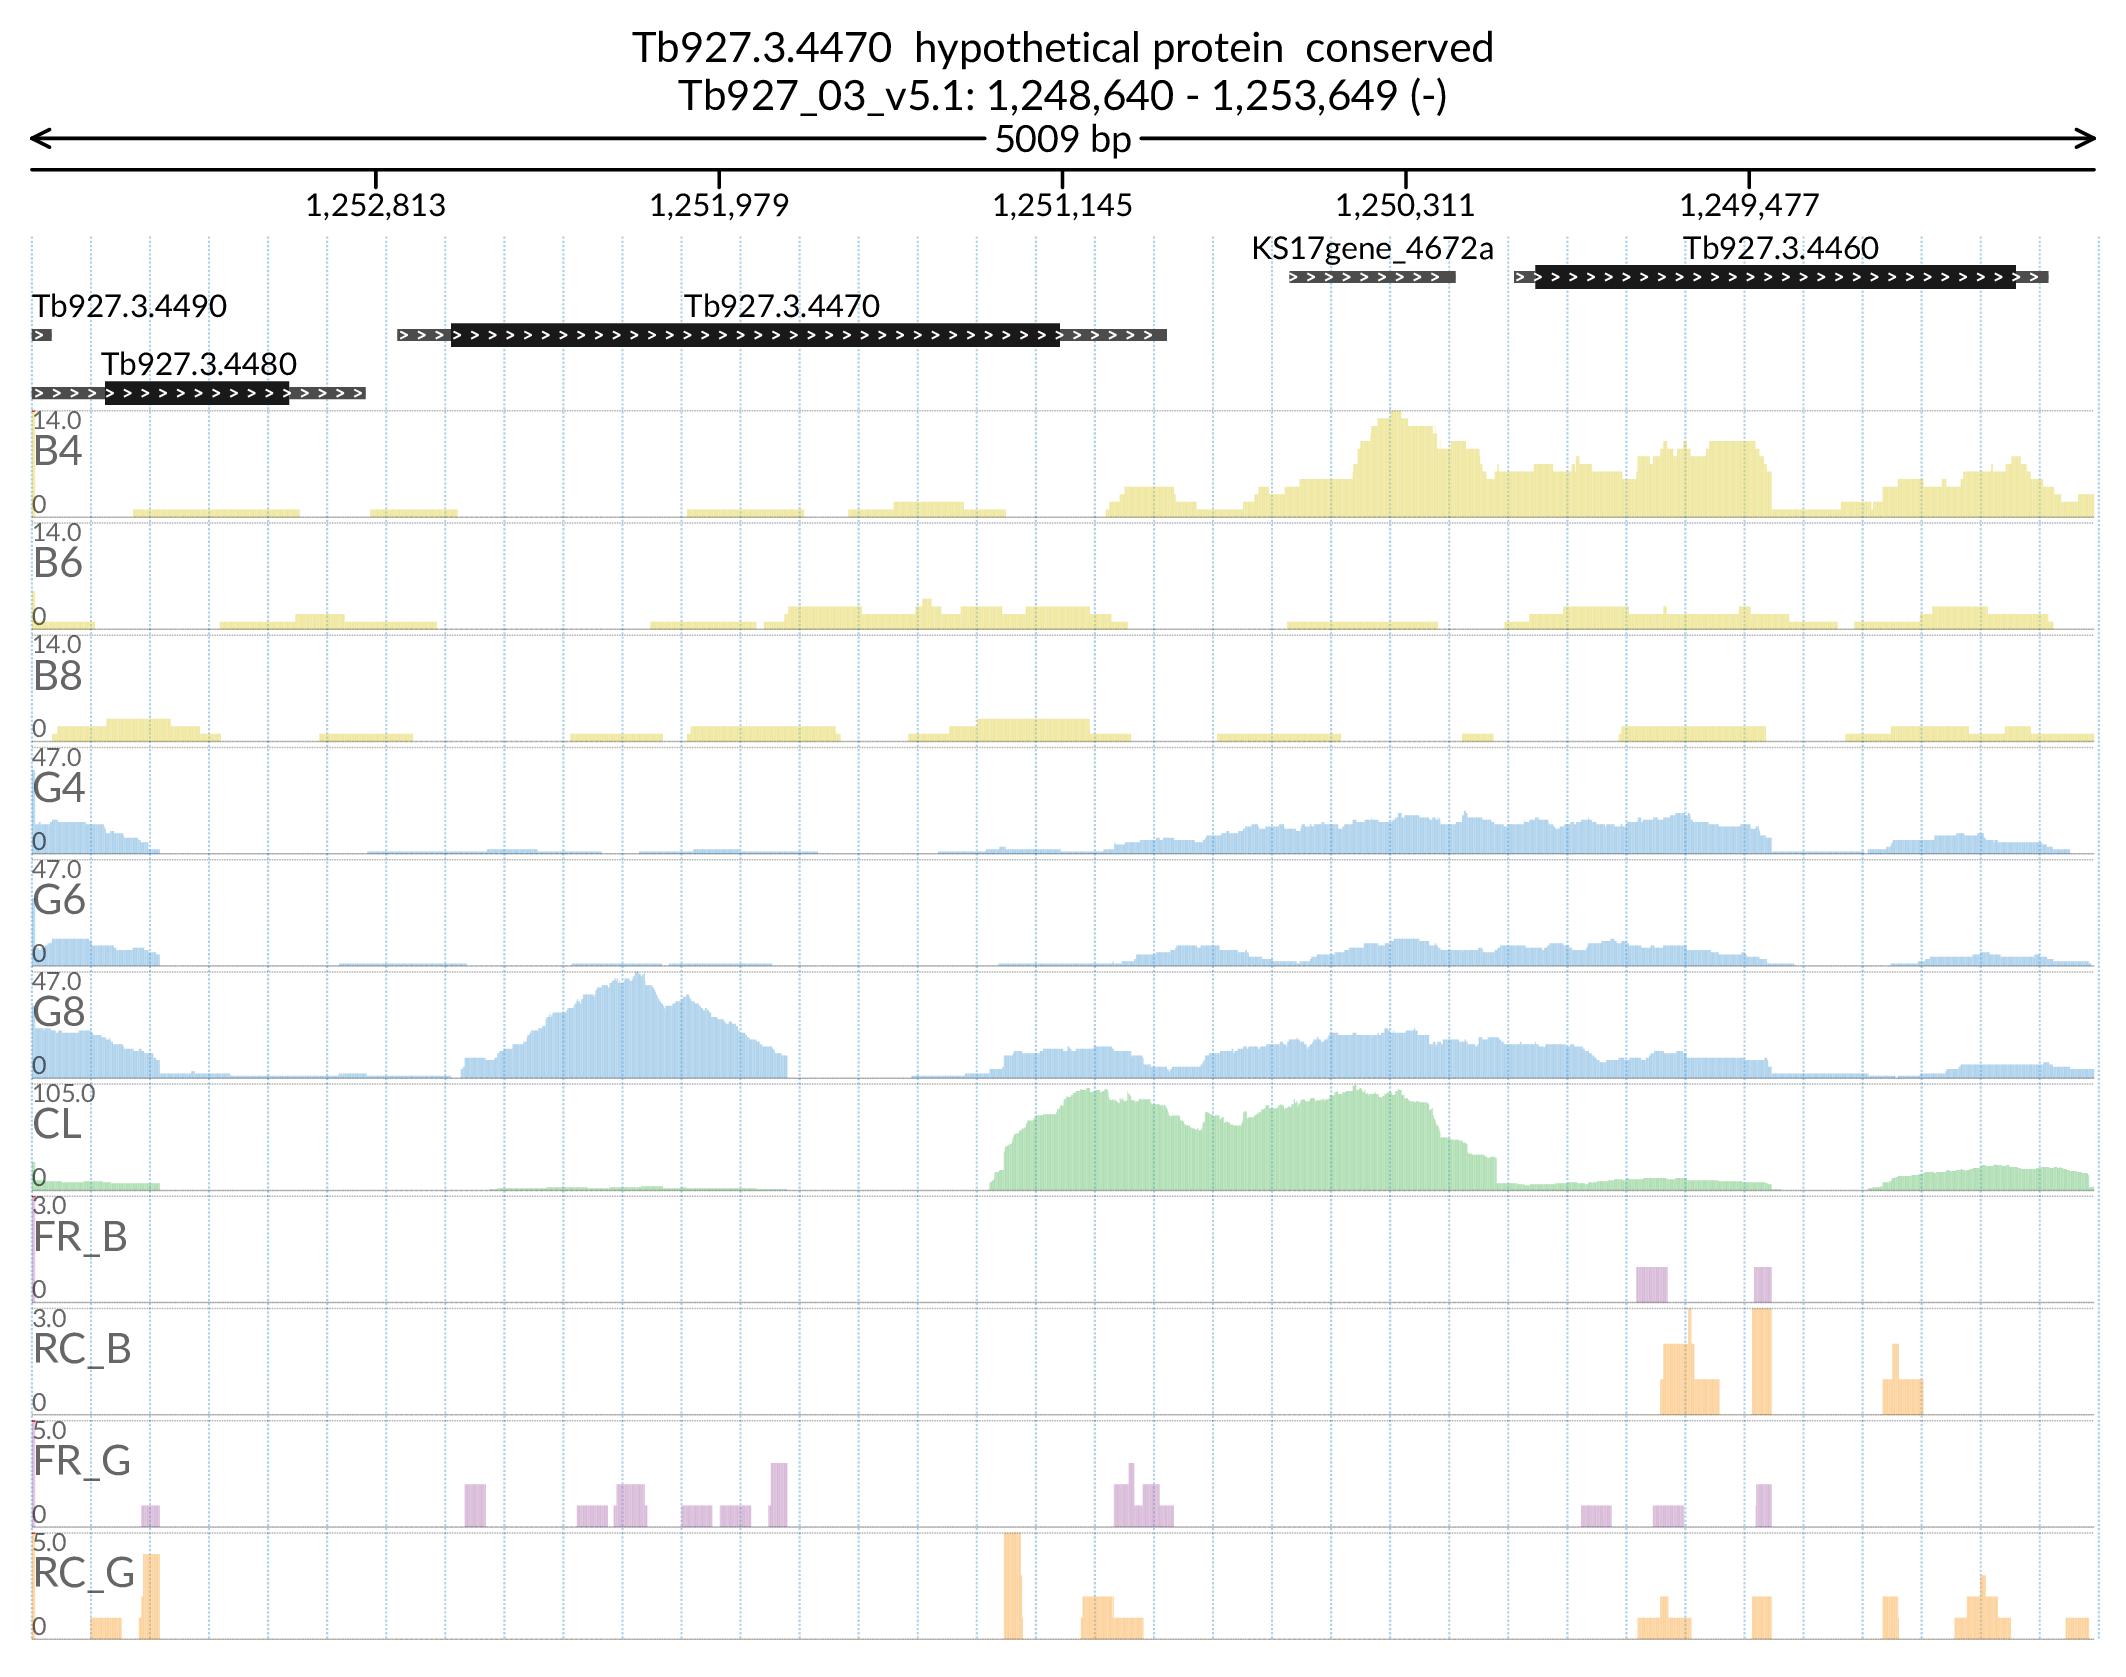 Tb927.3.4470 hypothetical protein conserved
Tb927_03_v5.1: 1,248,640 - 1,253,649 (-)
5009 bp
1,252,813 1,251,979 1,251,145 1,250,311 1,249,477
KS17gene_4672a Tb927.3.4460
Tb927.3.4490 Tb927.3.4470
Tb927.3.4480
14.0
B4
0
14.0
B6
0
14.0
B8
0
47.0
G4
0
47.0
G6
0
47.0
G8
0
105.0
CL
0
3.0
FR_B
0
3.0
RC_B
0
5.0
FR_G
0
5.0
RC_G
0